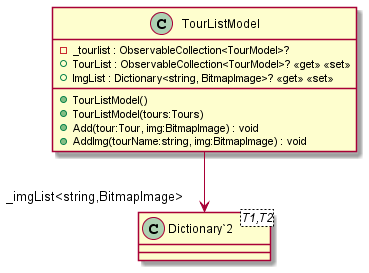 C TourListModel
_tourlist : ObservableCollection<TourModel>?
TourList : ObservableCollection<TourModel>? «get» «set»
ImgList : Dictionary<string, BitmapImage>? «get» «set»
TourListModel()
TourListModel(tours:Tours)
Add(tour:Tour, img:BitmapImage) : void
AddImg(tourName:string, img:BitmapImage) : void
_imgList<string,BitmapImage>
T1,T2
C Dictionary`2